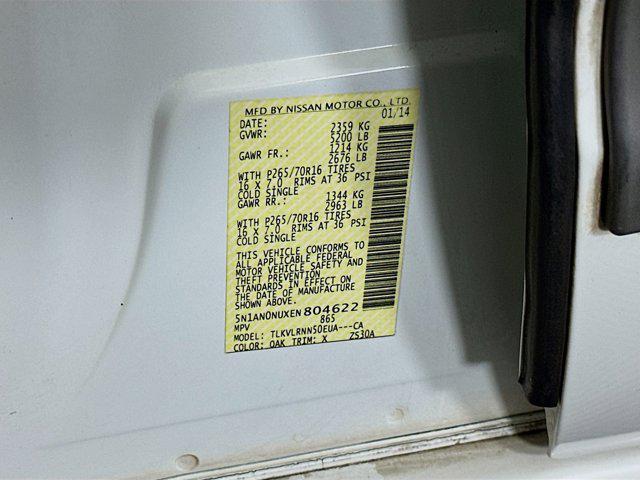 MFD BY NISSAN MOTOR CO., LTD.
DATE: 01/14
GVWR: 2359 KG
5200 LB
GAWR FR.: 1214 KG
2676 LB
WITH P265/70R16 TIRES
16 X 7.0 RIMS AT 36 PSI
COLD SINGLE
GAWR RR.: 1344 KG
2963 LB
WITH P265/70R16 TIRES
16 X 7.0 RIMS AT 36 PSI
COLD SINGLE
THIS VEHICLE CONFORMS TO
ALL APPLICABLE FEDERAL
MOTOR VEHICLE SAFETY AND
THEFT PREVENTION
STANDARDS IN EFFECT ON
THE DATE OF MANUFACTURE
SHOWN ABOVE.
5N1AN0NUXEN804622
MPV 865
MODEL: TLKVLRNN50EUA---CA
COLOR: QAK TRIM: X ZS30A